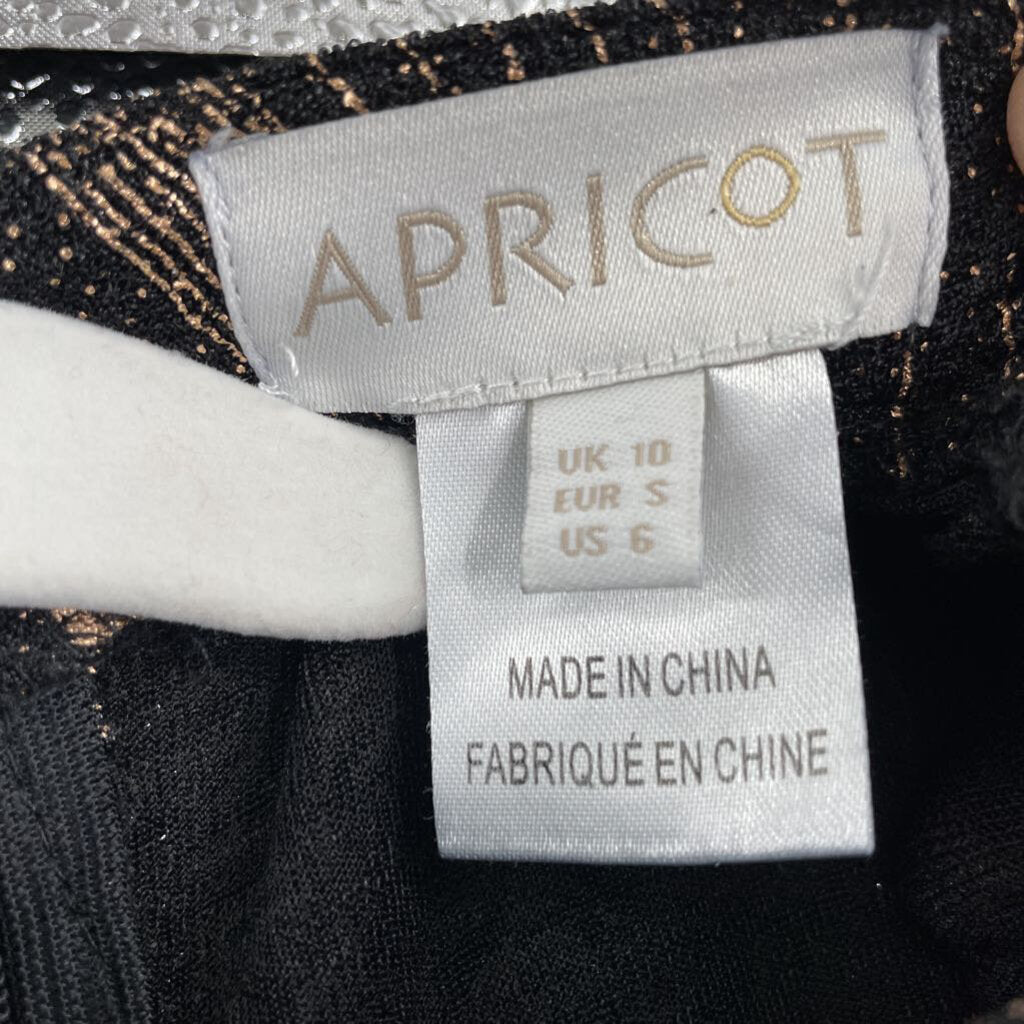 APRICOT
UK 10
EUR S
US 6
MADE IN CHINA
FABRIQUÉ EN CHINE